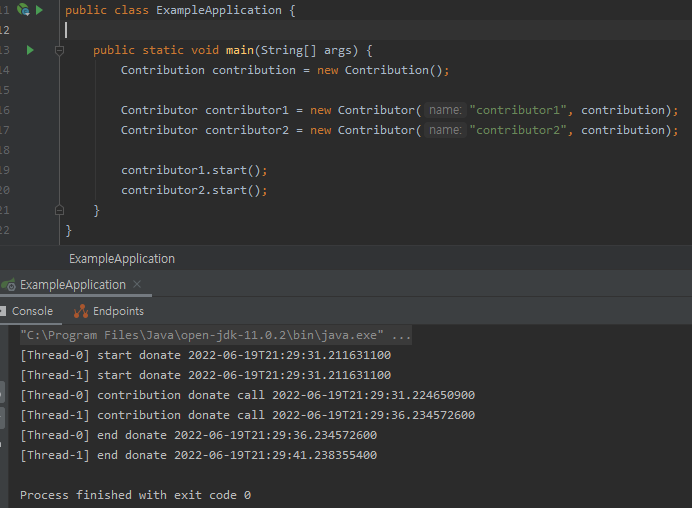 11 public class ExampleApplication {
12
13 public static void main(String[] args) {
14 Contribution contribution = new Contribution();
15
16 Contributor contributor1 = new Contributor( name: "contributor1", contribution);
17 Contributor contributor2 = new Contributor( name: "contributor2", contribution);
18
19 contributor1.start();
20 contributor2.start();
21 }
22 }
ExampleApplication
ExampleApplication
Console Endpoints
"C:\Program Files\Java\open-jdk-11.0.2\bin\java.exe" ...
[Thread-0] start donate 2022-06-19T21:29:31.211631100
[Thread-1] start donate 2022-06-19T21:29:31.211631100
[Thread-0] contribution donate call 2022-06-19T21:29:31.224650900
[Thread-1] contribution donate call 2022-06-19T21:29:36.234572600
[Thread-0] end donate 2022-06-19T21:29:36.234572600
[Thread-1] end donate 2022-06-19T21:29:41.238355400
Process finished with exit code 0